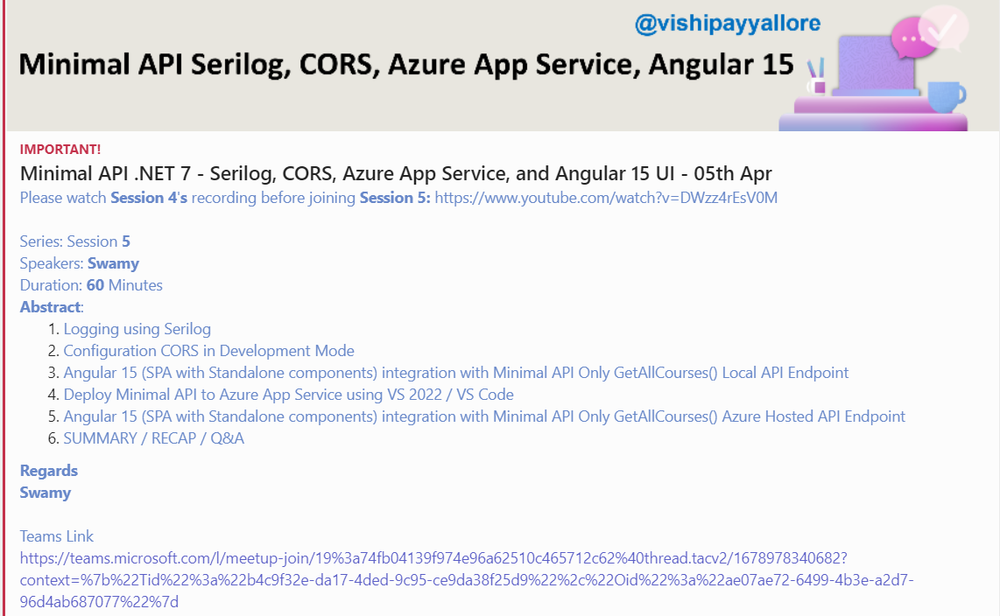 @vishipayyallore
Minimal API Serilog, CORS, Azure App Service, Angular 15
IMPORTANT!
Minimal API .NET 7 - Serilog, CORS, Azure App Service, and Angular 15 UI - 05th Apr
Please watch Session 4's recording before joining Session 5: https://www.youtube.com/watch?v=DWzz4rEsV0M
Series: Session 5
Speakers: Swamy
Duration: 60 Minutes
Abstract:
1. Logging using Serilog
2. Configuration CORS in Development Mode
3. Angular 15 (SPA with Standalone components) integration with Minimal API Only GetAllCourses() Local API Endpoint
4. Deploy Minimal API to Azure App Service using VS 2022 / VS Code
5. Angular 15 (SPA with Standalone components) integration with Minimal API Only GetAllCourses() Azure Hosted API Endpoint
6. SUMMARY / RECAP / Q&A
Regards
Swamy
Teams Link
https://teams.microsoft.com/l/meetup-join/19%3a74fb04139f974e96a62510c465712c62%40thread.tacv2/1678978340682?
context=%7b%22Tid%22%3a%22b4c9f32e-da17-4ded-9c95-ce9da38f25d9%22%2c%22Oid%22%3a%22ae07ae72-6499-4b3e-a2d7-
96d4ab687077%22%7d